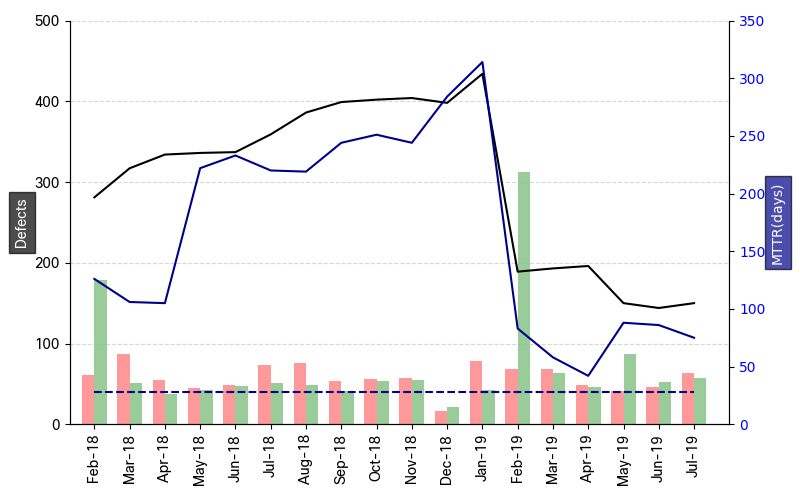 500
400
300
200
100
0
Defects
350
300
250
200
150
100
50
0
MTTR(days)
Feb-18
Mar-18
Apr-18
May-18
Jun-18
Jul-18
Aug-18
Sep-18
Oct-18
Nov-18
Dec-18
Jan-19
Feb-19
Mar-19
Apr-19
May-19
Jun-19
Jul-19